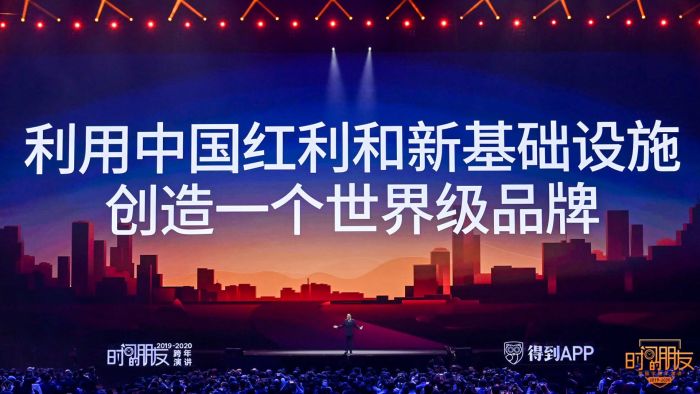 利用中国红利和新基础设施
创造一个世界级品牌
时间的朋友
2019-2020
跨年
演讲
得到APP
时间的朋友